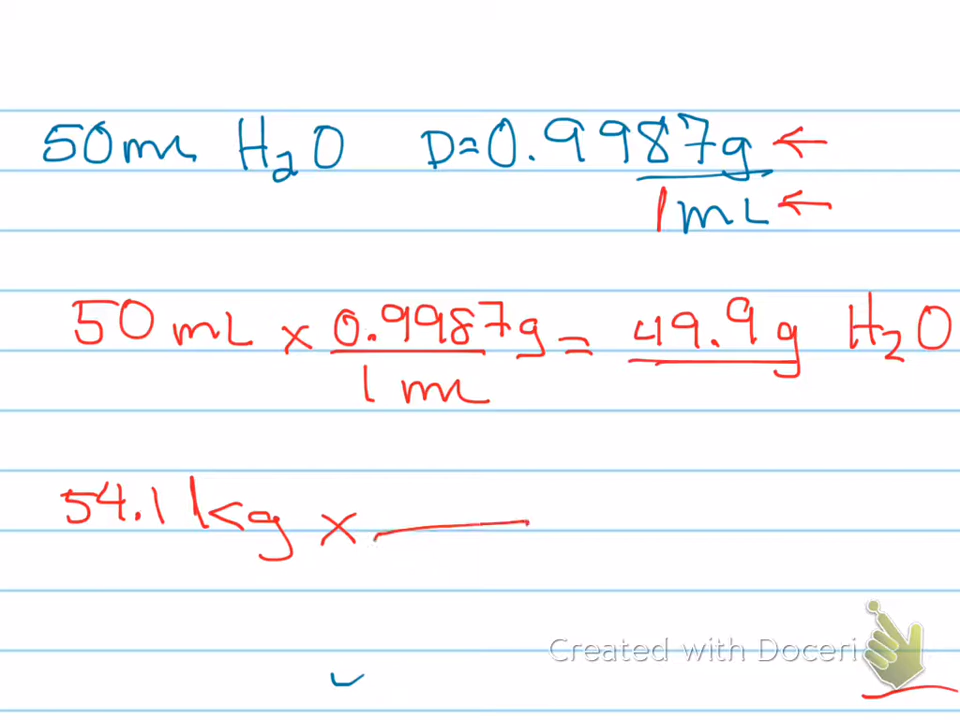 50mL H₂O D=0.9987g ←
1mL ←
50 mL × 0.9987g = 49.9g H₂O
1 mL
54.1 kg ×
Created with Doceri